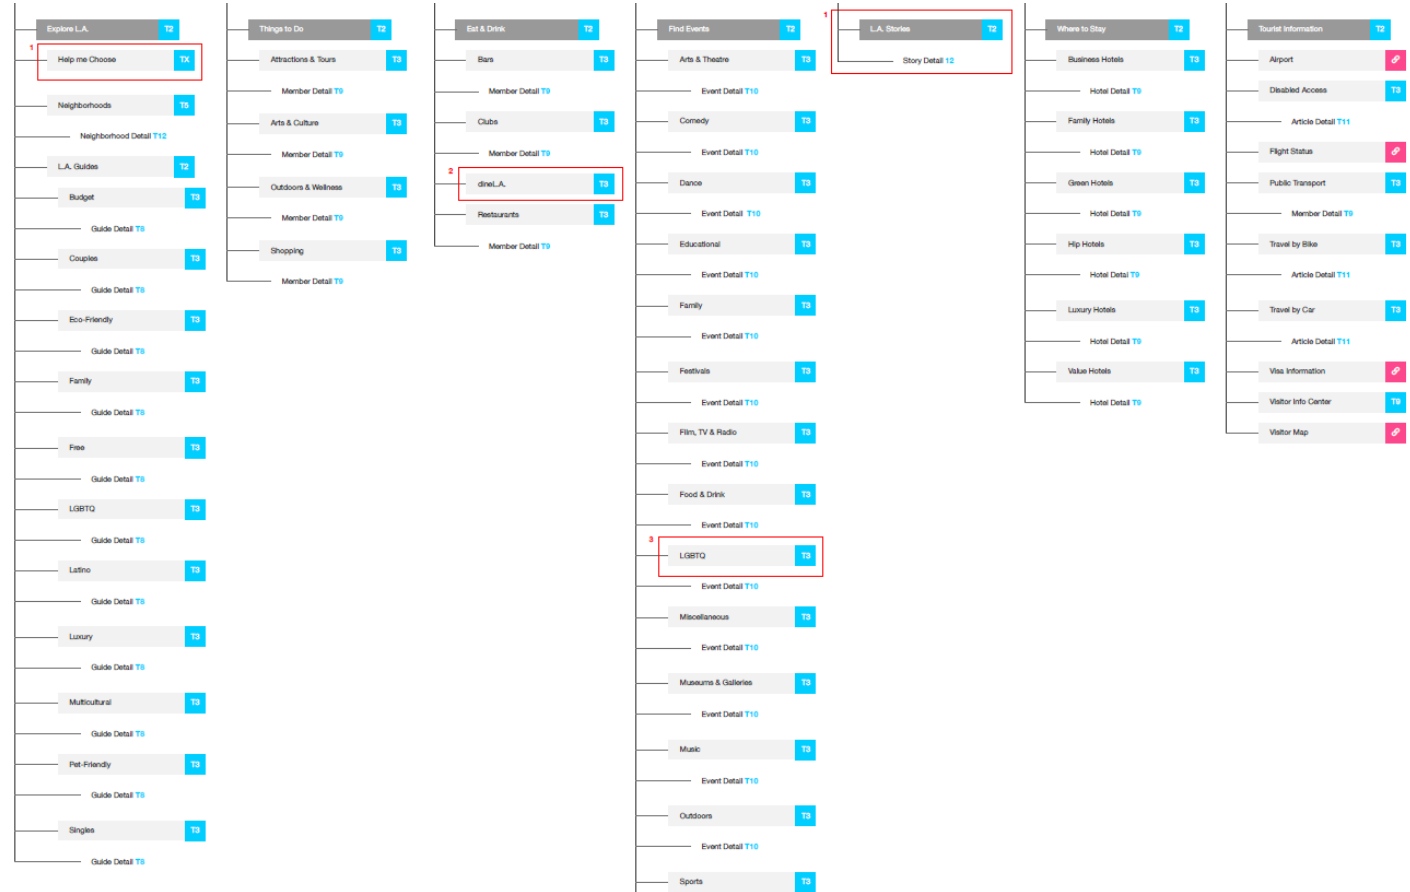 Explore L.A. T2
1
Help me Choose TX
Neighborhoods T5
Neighborhood Detail T12
L.A. Guides T2
Budget T3
Guide Detail T8
Couples T3
Guide Detail T8
Eco-Friendly T3
Guide Detail T8
Family T3
Guide Detail T8
Free T3
Guide Detail T8
LGBTQ T3
Guide Detail T8
Latino T3
Guide Detail T8
Luxury T3
Guide Detail T8
Multicultural T3
Guide Detail T8
Pet-Friendly T3
Guide Detail T8
Singles T3
Guide Detail T8
Things to Do T2
Attractions & Tours T3
Member Detail T9
Arts & Culture T3
Member Detail T9
Outdoors & Wellness T3
Member Detail T9
Shopping T3
Member Detail T9
Eat & Drink T2
Bars T3
Member Detail T9
Clubs T3
Member Detail T9
2
dineL.A. T3
Restaurants T3
Member Detail T9
Find Events T2
Arts & Theatre T3
Event Detail T10
Comedy T3
Event Detail T10
Dance T3
Event Detail T10
Educational T3
Event Detail T10
Family T3
Event Detail T10
Festivals T3
Event Detail T10
Film, TV & Radio T3
Event Detail T10
Food & Drink T3
Event Detail T10
3
LGBTQ T3
Event Detail T10
Miscellaneous T3
Event Detail T10
Museums & Galleries T3
Event Detail T10
Music T3
Event Detail T10
Outdoors T3
Event Detail T10
Sports T3
1
L.A. Stories T2
Story Detail 12
Where to Stay T2
Business Hotels T3
Hotel Detail T9
Family Hotels T3
Hotel Detail T9
Green Hotels T3
Hotel Detail T9
Hip Hotels T3
Hotel Detai T9
Luxury Hotels T3
Hotel Detail T9
Value Hotels T3
Hotel Detail T9
Tourist Information T2
Airport
Disabled Access T3
Article Detail T11
Flight Status
Public Transport T3
Member Detail T9
Travel by Bike T3
Article Detail T11
Travel by Car T3
Article Detail T11
Visa Information
Visitor Info Center T9
Visitor Map